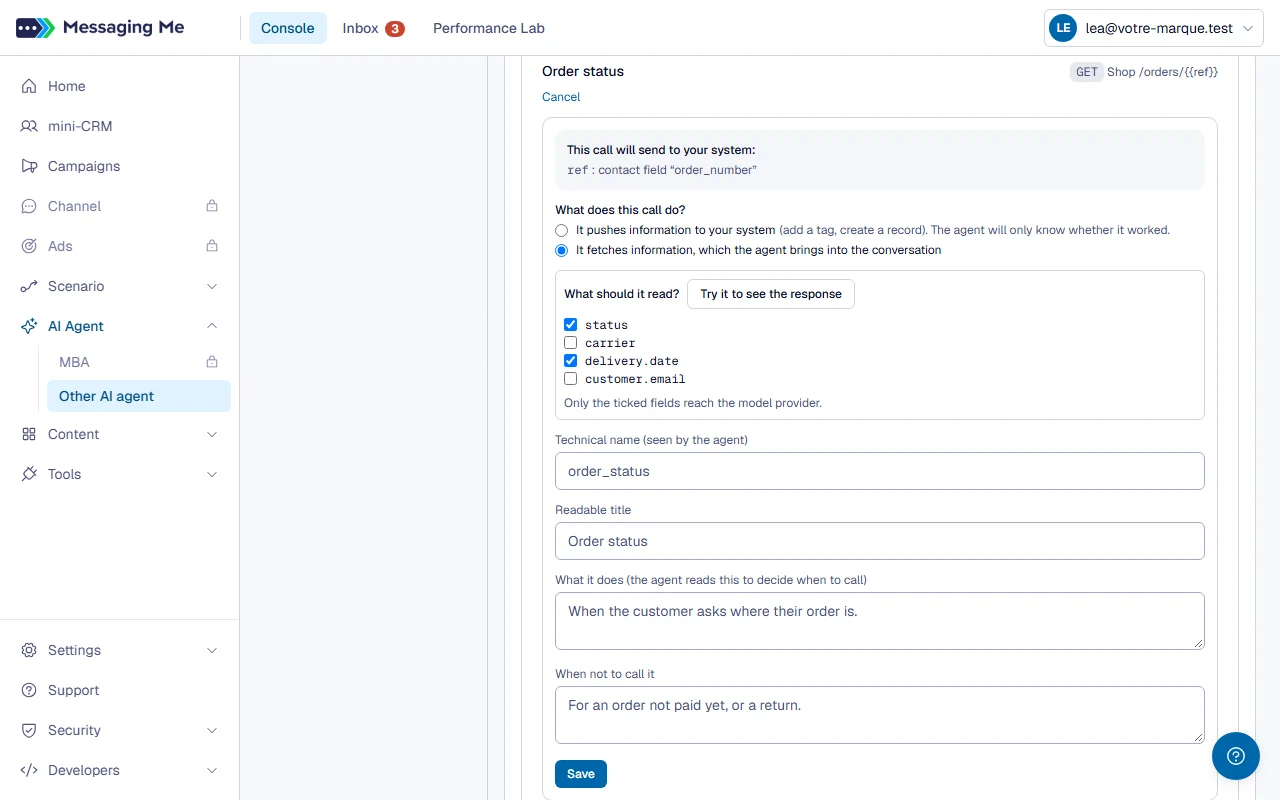 Messaging Me
Console
Inbox 3
Performance Lab
LE lea@votre-marque.test
Home
mini-CRM
Campaigns
Channel
Ads
Scenario
AI Agent
MBA
Other AI agent
Content
Tools
Settings
Support
Security
Developers
Order status
GET Shop /orders/{{ref}}
Cancel
This call will send to your system:
ref : contact field “order_number”
What does this call do?
It pushes information to your system (add a tag, create a record). The agent will only know whether it worked.
It fetches information, which the agent brings into the conversation
What should it read? Try it to see the response
status
carrier
delivery.date
customer.email
Only the ticked fields reach the model provider.
Technical name (seen by the agent)
order_status
Readable title
Order status
What it does (the agent reads this to decide when to call)
When the customer asks where their order is.
When not to call it
For an order not paid yet, or a return.
Save